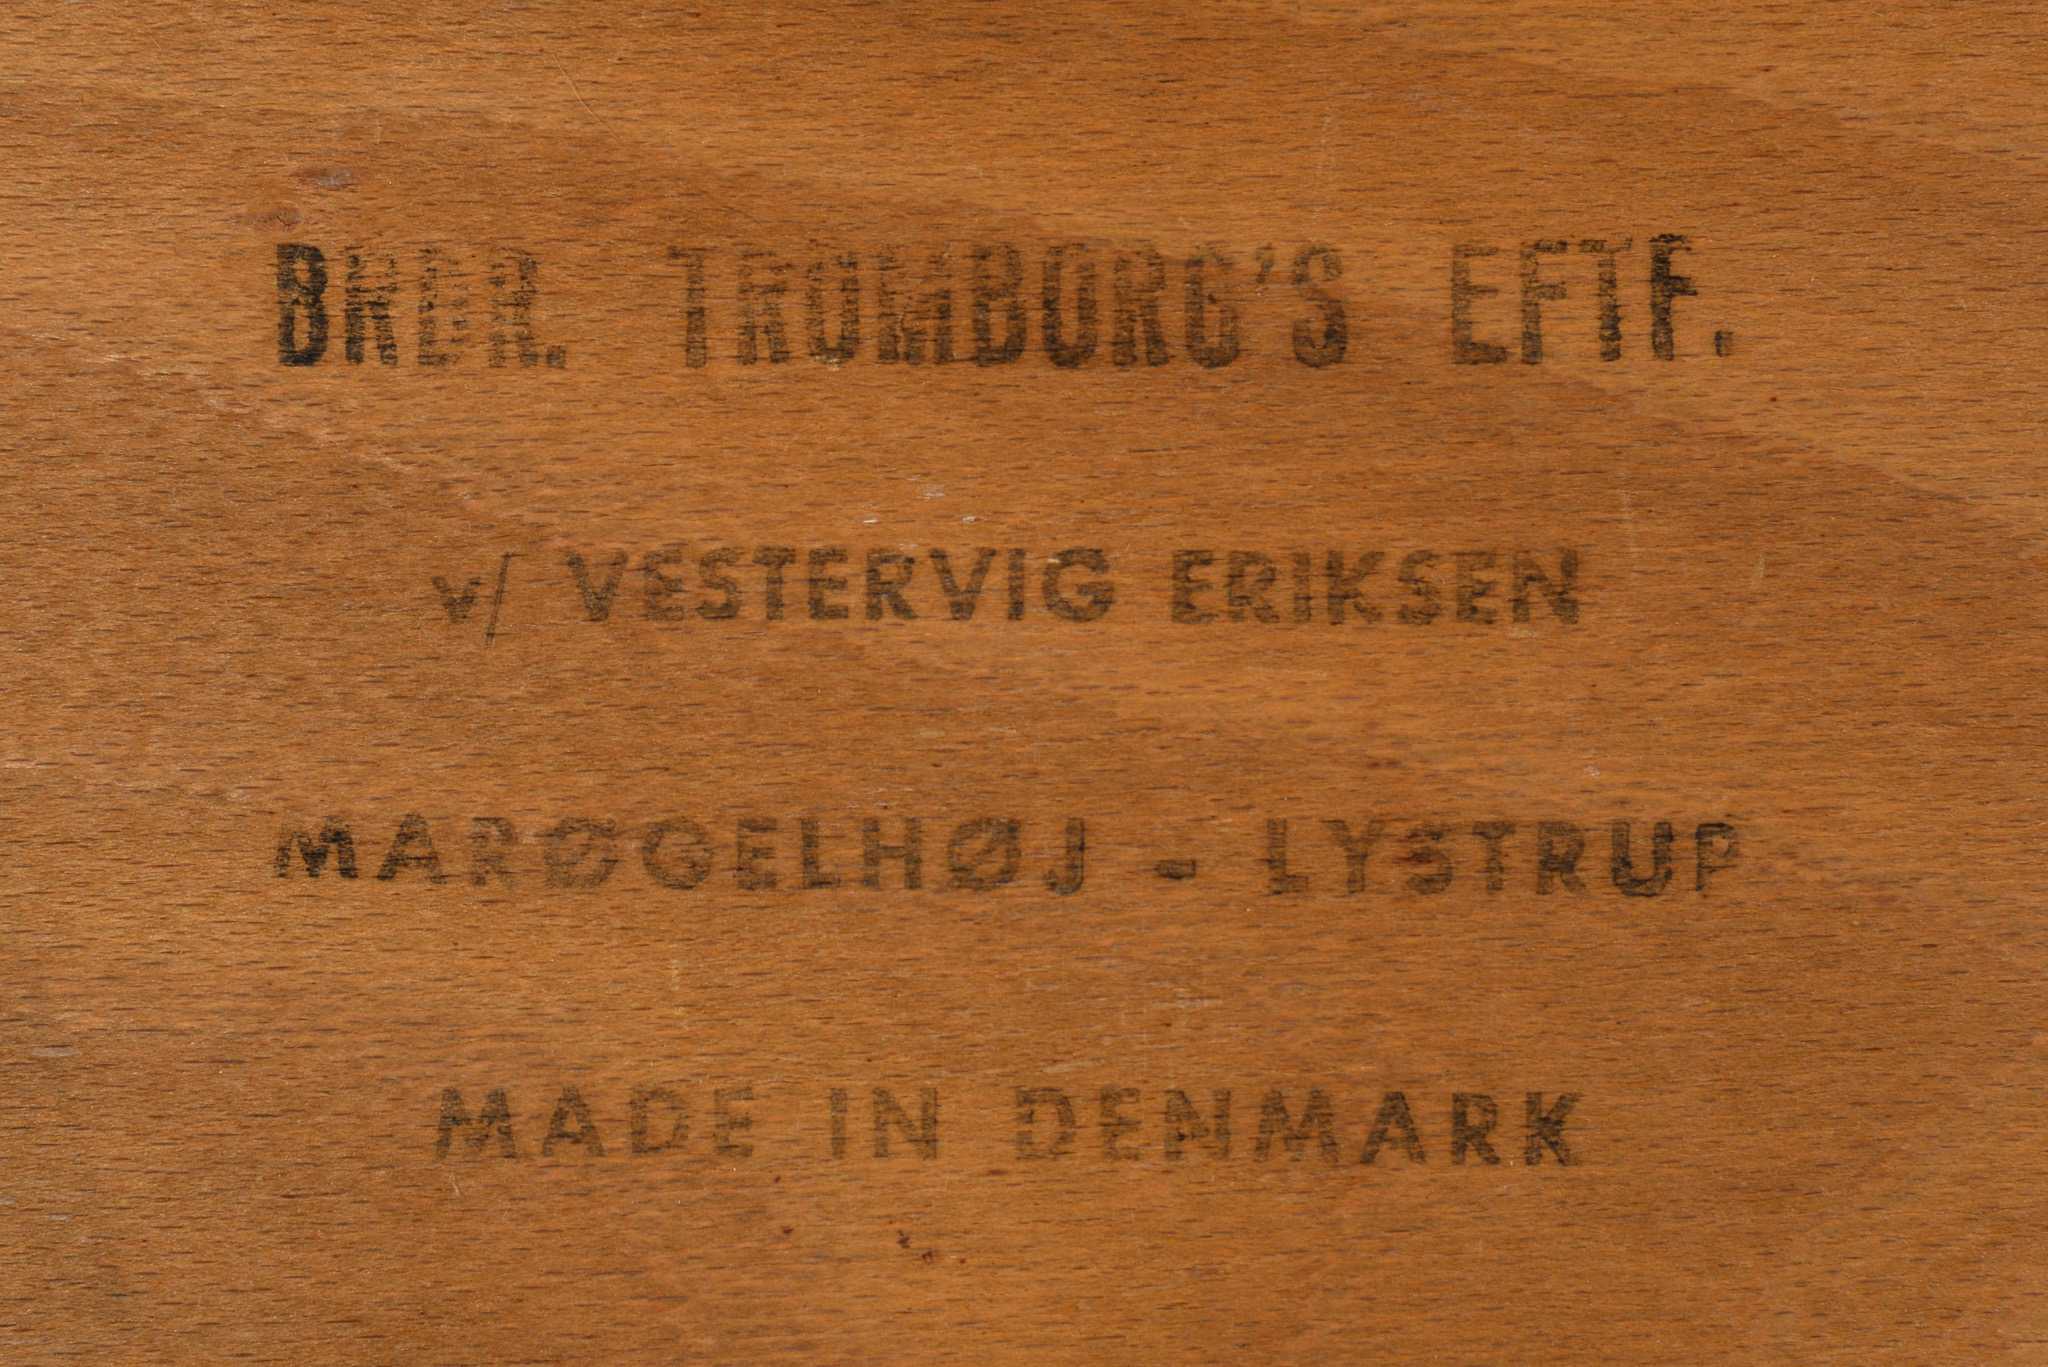 BRDR. TROMBORG'S EFTF.
v/ VESTERVIG ERIKSEN
MARØGELHØJ - LYSTRUP
MADE IN DENMARK